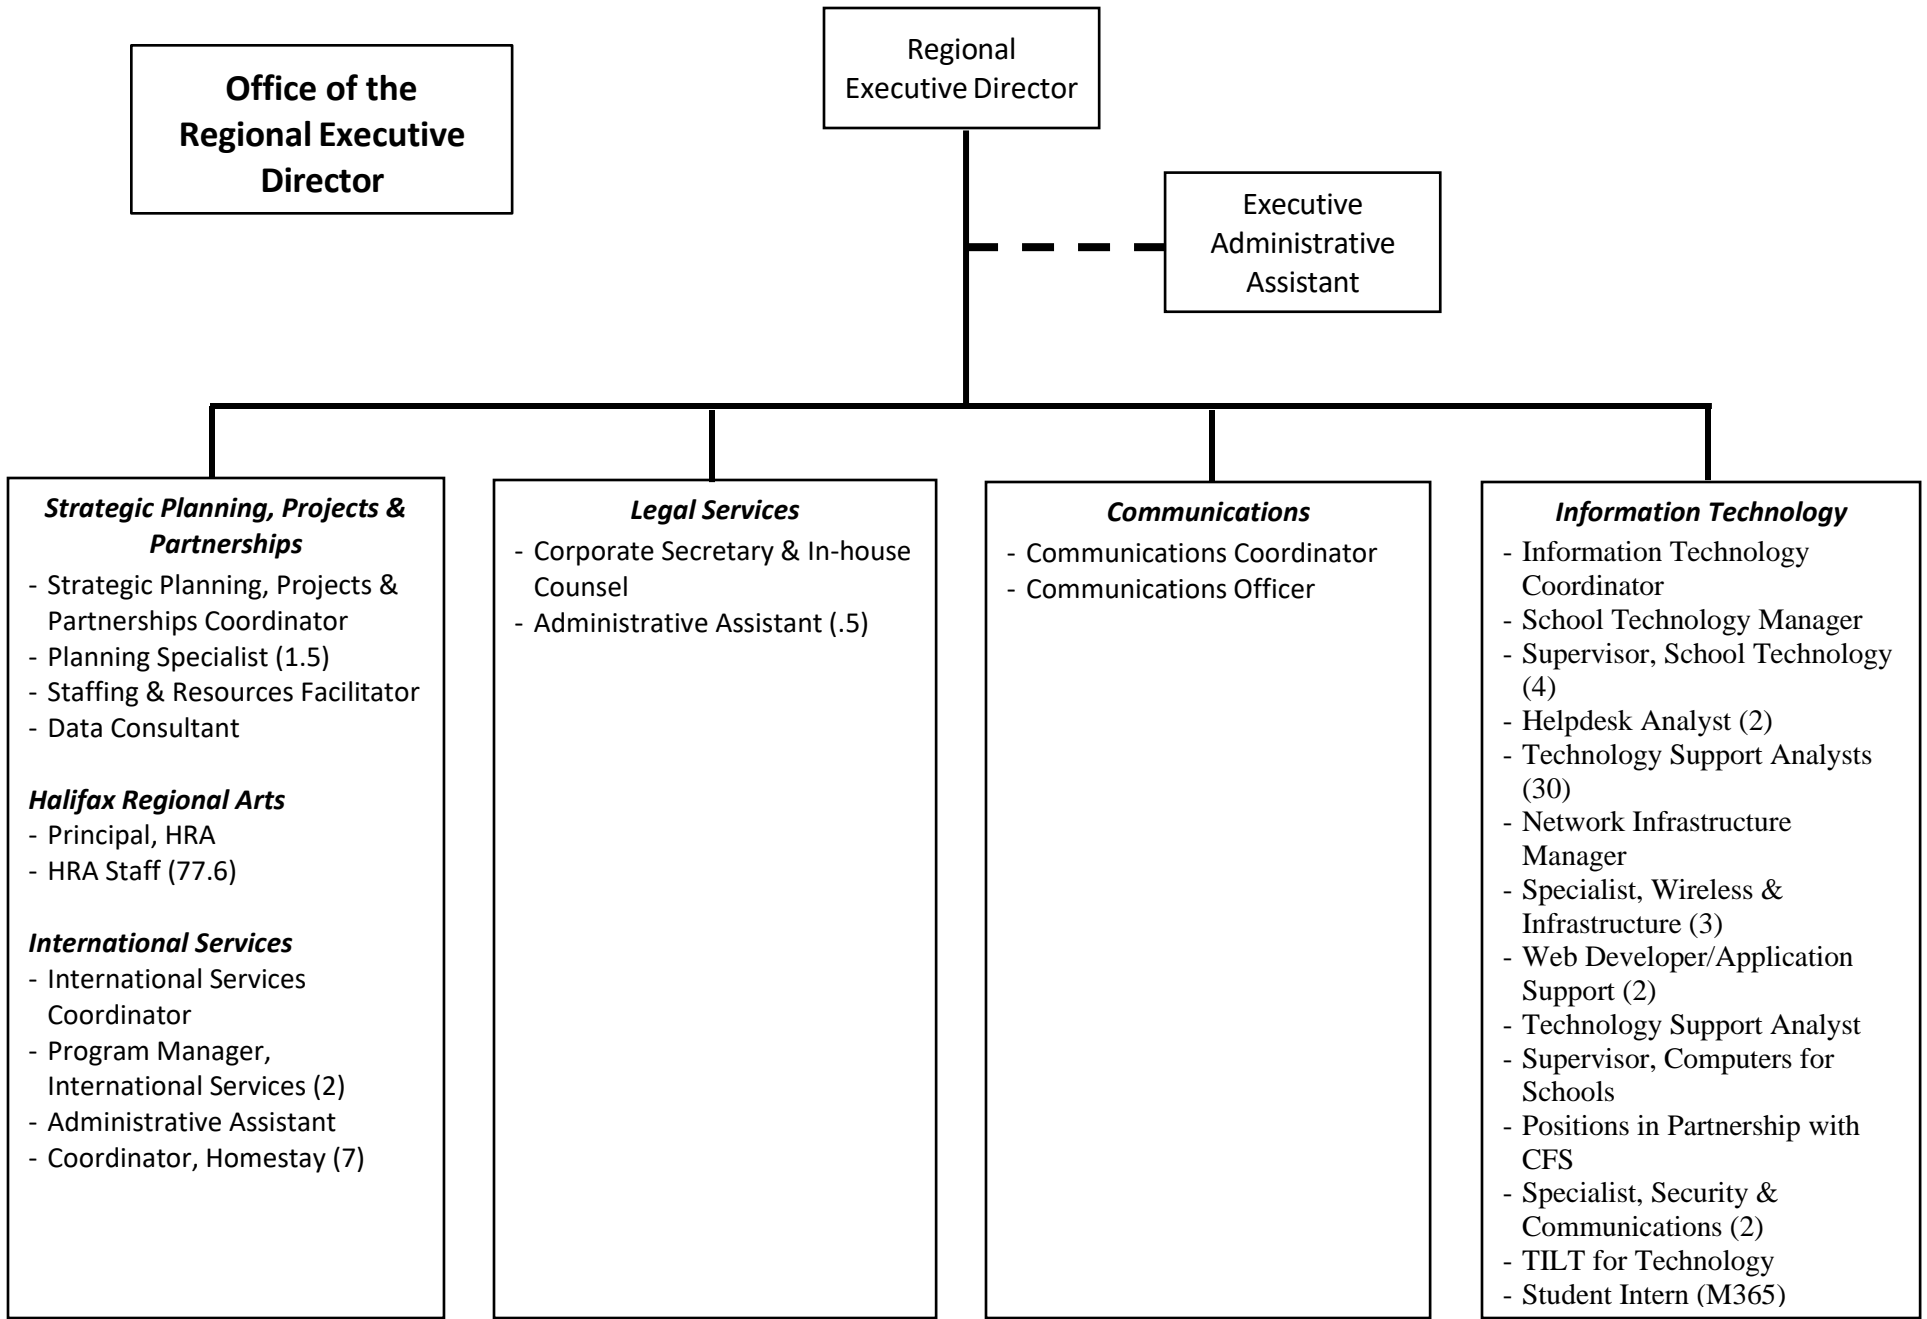 Office of the
Regional Executive
Director
Regional
Executive Director
Executive
Administrative
Assistant
Strategic Planning, Projects &
Partnerships
- Strategic Planning, Projects &
Partnerships Coordinator
- Planning Specialist (1.5)
- Staffing & Resources Facilitator
- Data Consultant
Halifax Regional Arts
- Principal, HRA
- HRA Staff (77.6)
International Services
- International Services
Coordinator
- Program Manager,
International Services (2)
- Administrative Assistant
- Coordinator, Homestay (7)
Legal Services
- Corporate Secretary & In-house
Counsel
- Administrative Assistant (.5)
Communications
- Communications Coordinator
- Communications Officer
Information Technology
- Information Technology
Coordinator
- School Technology Manager
- Supervisor, School Technology
(4)
- Helpdesk Analyst (2)
- Technology Support Analysts
(30)
- Network Infrastructure
Manager
- Specialist, Wireless &
Infrastructure (3)
- Web Developer/Application
Support (2)
- Technology Support Analyst
- Supervisor, Computers for
Schools
- Positions in Partnership with
CFS
- Specialist, Security &
Communications (2)
- TILT for Technology
- Student Intern (M365)